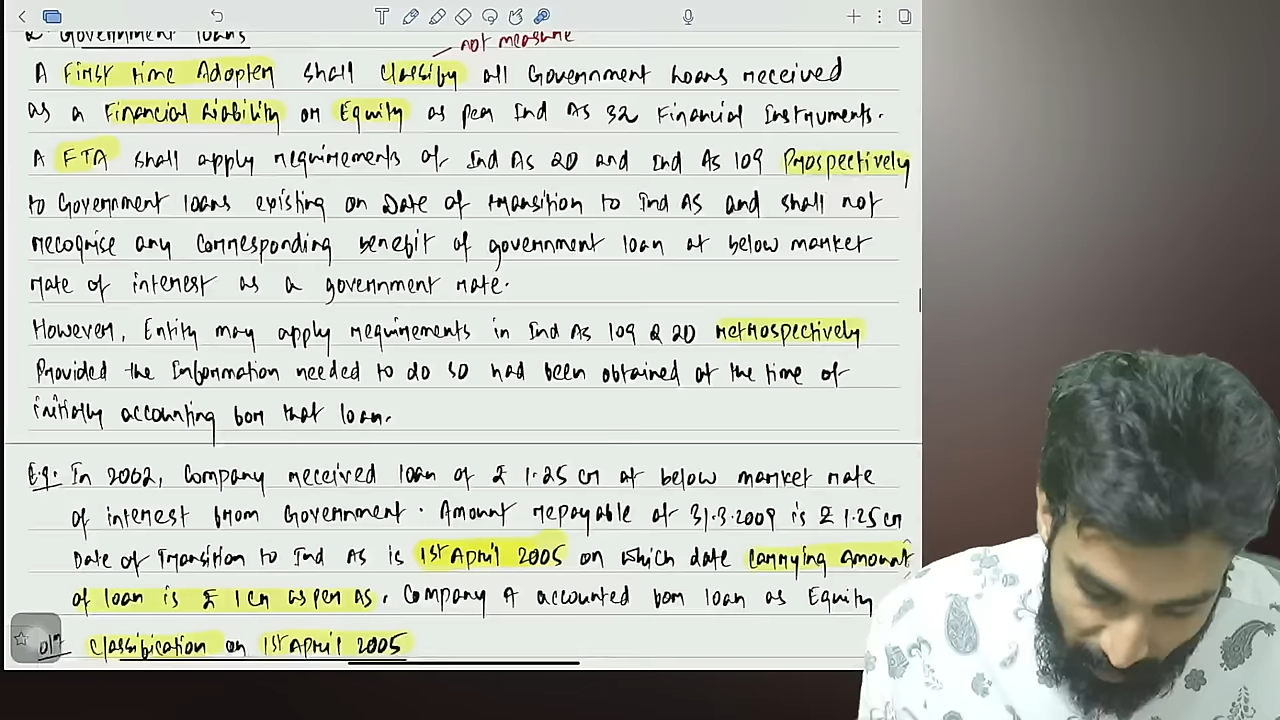 2. Government loans
not measure
A First time Adopter shall classify all Government Loans received
as a Financial Liability or Equity as per Ind As 32 Financial Instruments.
A FTA shall apply requirements of Ind As 20 and Ind As 109 Prospectively
to Government loans existing on Date of transition to Ind AS and shall not
recognise any corresponding benefit of government loan at below market
rate of interest as a government rate.
However, Entity may apply requirements in Ind As 109 & 20 retrospectively
Provided the Information needed to do so had been obtained at the time of
initially accounting for that loan.
E.g: In 2002, Company received loan of ₹ 1.25 cr at below market rate
of interest from Government. Amount repayable at 31.3.2009 is ₹ 1.25 cr
Date of Transition to Ind As is 1st April 2005 on which date carrying Amount
of loan is ₹ 1 cr as per AS. Company A accounted for loan as Equity
Classification on 1st April 2005